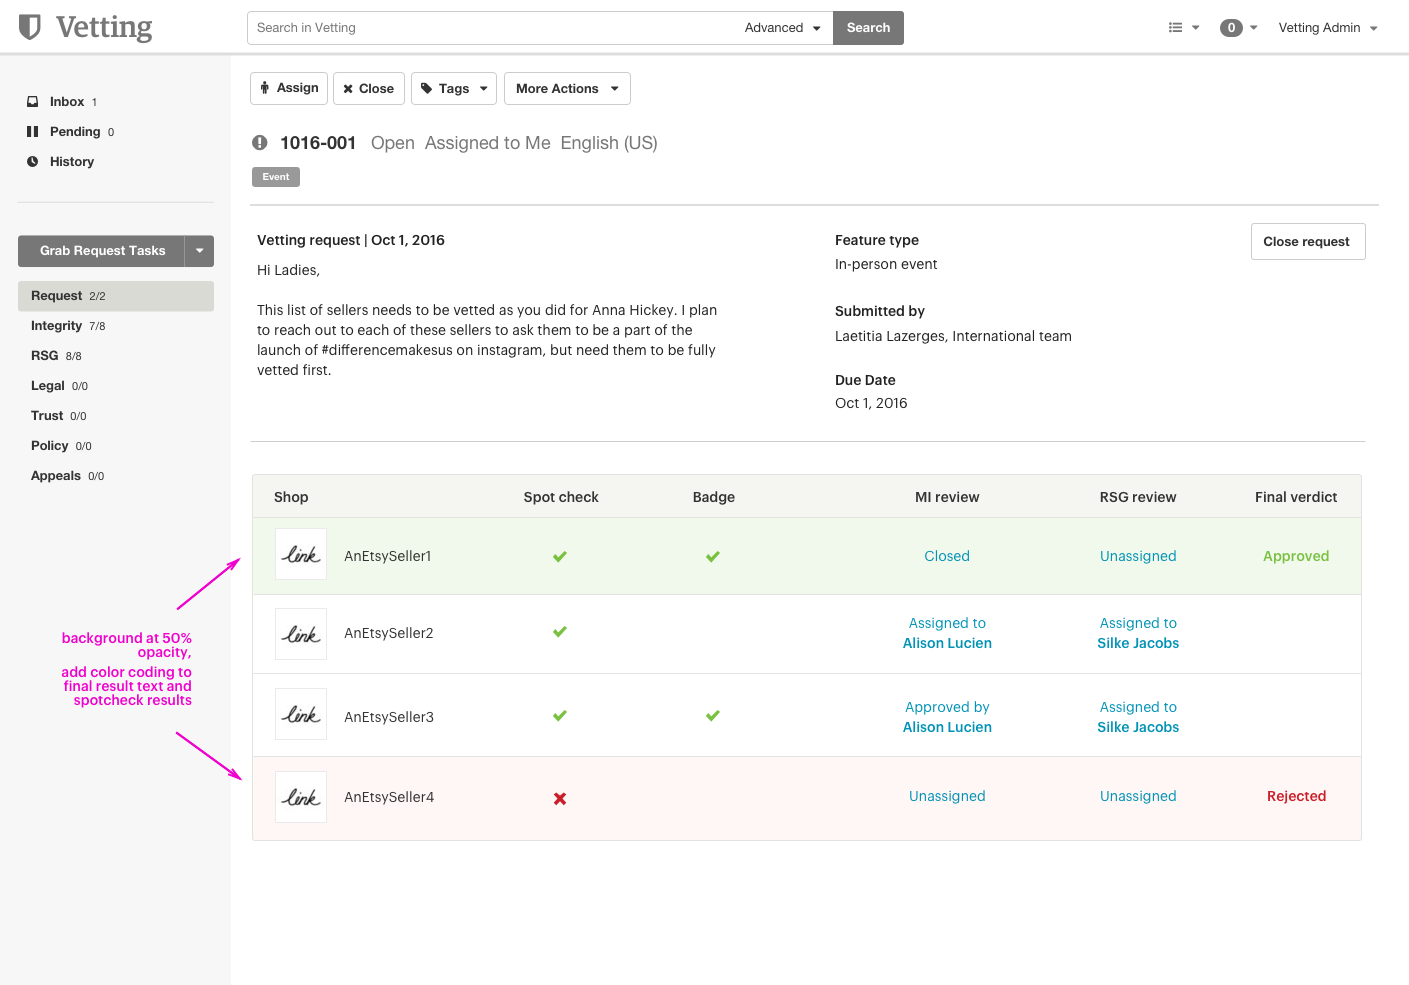 Vetting
Search in Vetting
Advanced
Search
0
Vetting Admin
Inbox 1
Pending 0
History
Grab Request Tasks
Request 2/2
Integrity 7/8
RSG 8/8
Legal 0/0
Trust 0/0
Policy 0/0
Appeals 0/0
Assign
Close
Tags
More Actions
1016-001 Open Assigned to Me English (US)
Event
Vetting request | Oct 1, 2016
Hi Ladies,
This list of sellers needs to be vetted as you did for Anna Hickey. I plan
to reach out to each of these sellers to ask them to be a part of the
launch of #differencemakesus on instagram, but need them to be fully
vetted first.
Feature type
In-person event
Submitted by
Laetitia Lazerges, International team
Due Date
Oct 1, 2016
Close request
Shop Spot check Badge MI review RSG review Final verdict
link AnEtsySeller1 Closed Unassigned Approved
link AnEtsySeller2 Assigned to Assigned to
Alison Lucien Silke Jacobs
link AnEtsySeller3 Approved by Assigned to
Alison Lucien Silke Jacobs
link AnEtsySeller4 Unassigned Unassigned Rejected
background at 50%
opacity,
add color coding to
final result text and
spotcheck results